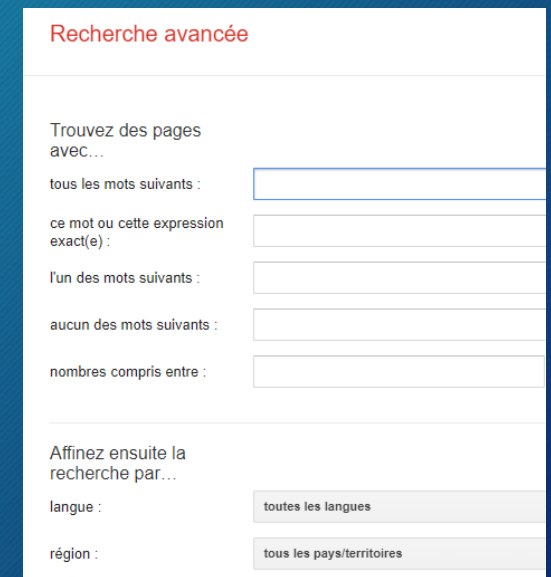 Recherche avancée
Trouvez des pages
avec...
tous les mots suivants :
ce mot ou cette expression
exact(e) :
l'un des mots suivants :
aucun des mots suivants :
nombres compris entre :
Affinez ensuite la
recherche par...
langue :
toutes les langues
région :
tous les pays/territoires